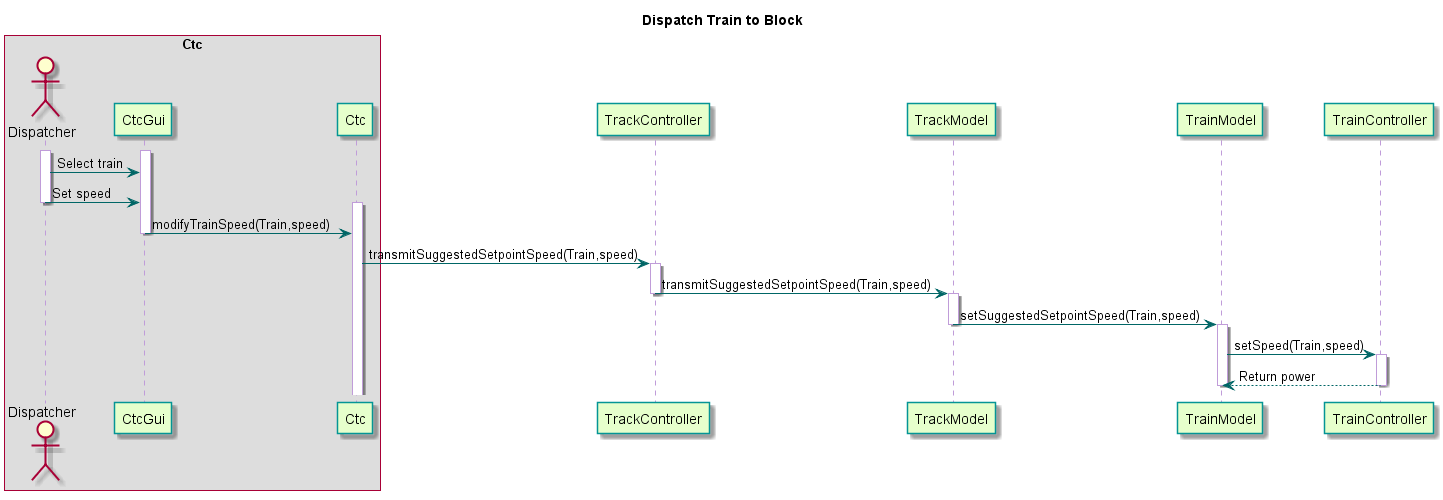 Dispatch Train to Block
Ctc
Dispatcher
CtcGui
Ctc
TrackController
TrackModel
TrainModel
TrainController
Select train
Set speed
modifyTrainSpeed(Train,speed)
transmitSuggestedSetpointSpeed(Train,speed)
transmitSuggestedSetpointSpeed(Train,speed)
setSuggestedSetpointSpeed(Train,speed)
setSpeed(Train,speed)
Return power
Dispatcher
CtcGui
Ctc
TrackController
TrackModel
TrainModel
TrainController